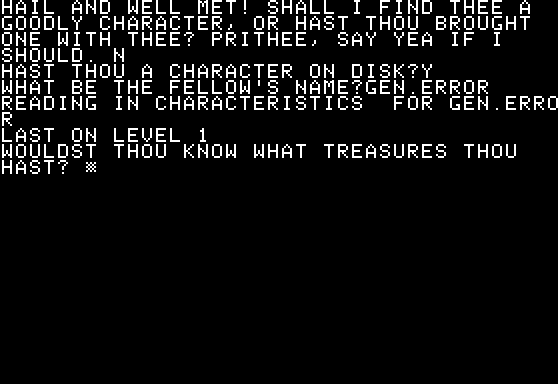 HAIL AND WELL MET! SHALL I FIND THEE A
GOODLY CHARACTER, OR HAST THOU BROUGHT
ONE WITH THEE? PRITHEE, SAY YEA IF I
SHOULD. N
HAST THOU A CHARACTER ON DISK?Y
WHAT BE THE FELLOW'S NAME?GEN.ERROR
READING IN CHARACTERISTICS  FOR GEN.ERRO
R
LAST ON LEVEL 1
WOULDST THOU KNOW WHAT TREASURES THOU
HAST?